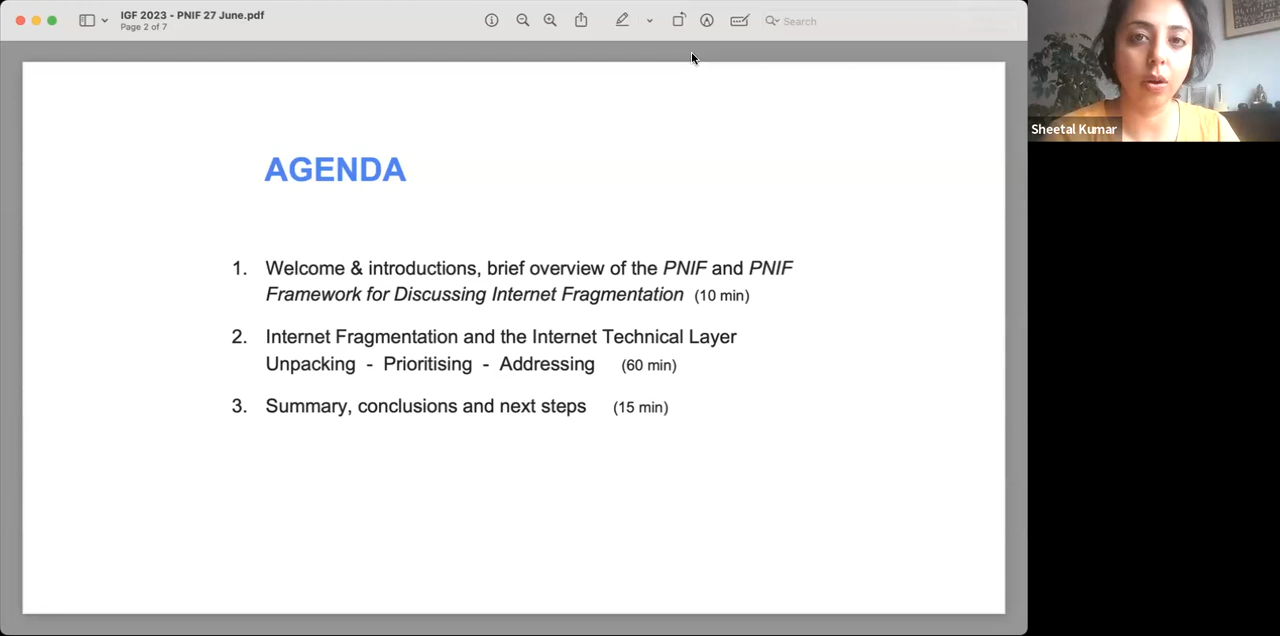 IGF 2023 - PNIF 27 June.pdf
Page 2 of 7
Search
Sheetal Kumar
AGENDA
1. Welcome & introductions, brief overview of the PNIF and PNIF
Framework for Discussing Internet Fragmentation (10 min)
2. Internet Fragmentation and the Internet Technical Layer
Unpacking - Prioritising - Addressing (60 min)
3. Summary, conclusions and next steps (15 min)